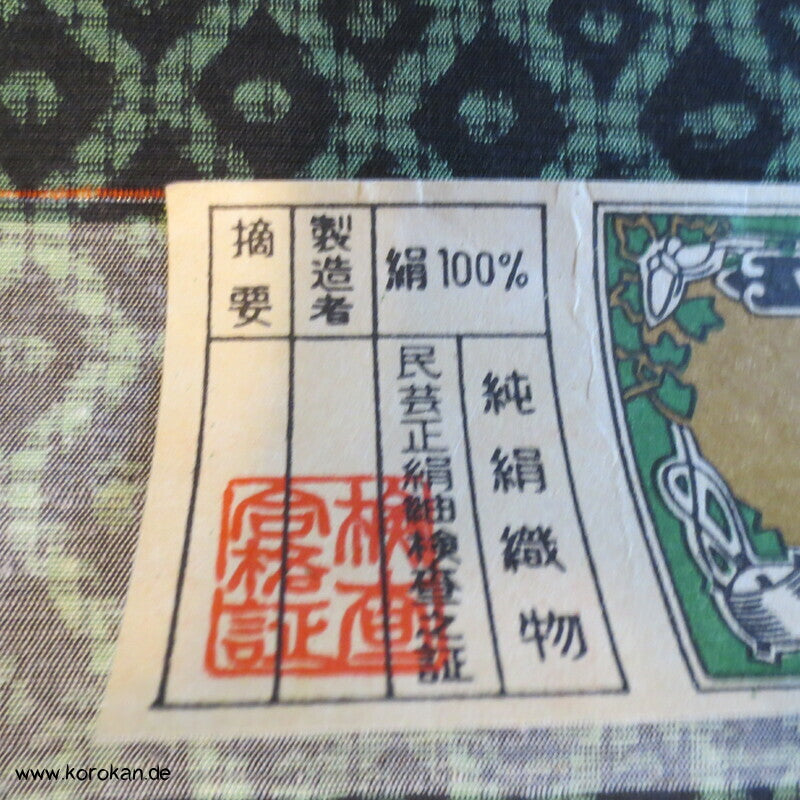 絹100%
純絹織物
民芸正絹紬検査之証
製造者
摘要
検査
合格証
www.korokan.de